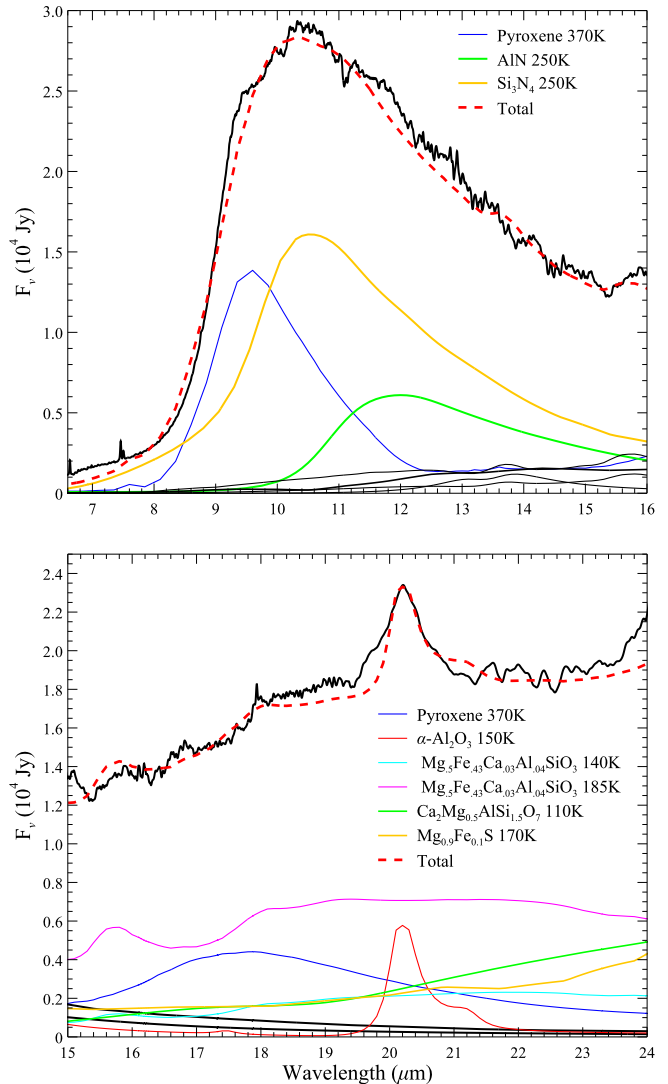 3.0
2.5
2.0
1.5
1.0
0.5
0
F𝜈 (10⁴ Jy)
Pyroxene 370K
AlN 250K
Si₃N₄ 250K
Total
7 8 9 10 11 12 13 14 15 16
2.4
2.2
2.0
1.8
1.6
1.4
1.2
1.0
0.8
0.6
0.4
0.2
0
F𝜈 (10⁴ Jy)
Pyroxene 370K
α-Al₂O₃ 150K
Mg.₅Fe.₄₃Ca.₀₃Al.₀₄SiO₃ 140K
Mg.₅Fe.₄₃Ca.₀₃Al.₀₄SiO₃ 185K
Ca₂Mg₀.₅AlSi₁.₅O₇ 110K
Mg₀.₉Fe₀.₁S 170K
Total
15 16 17 18 19 20 21 22 23 24
Wavelength (μm)